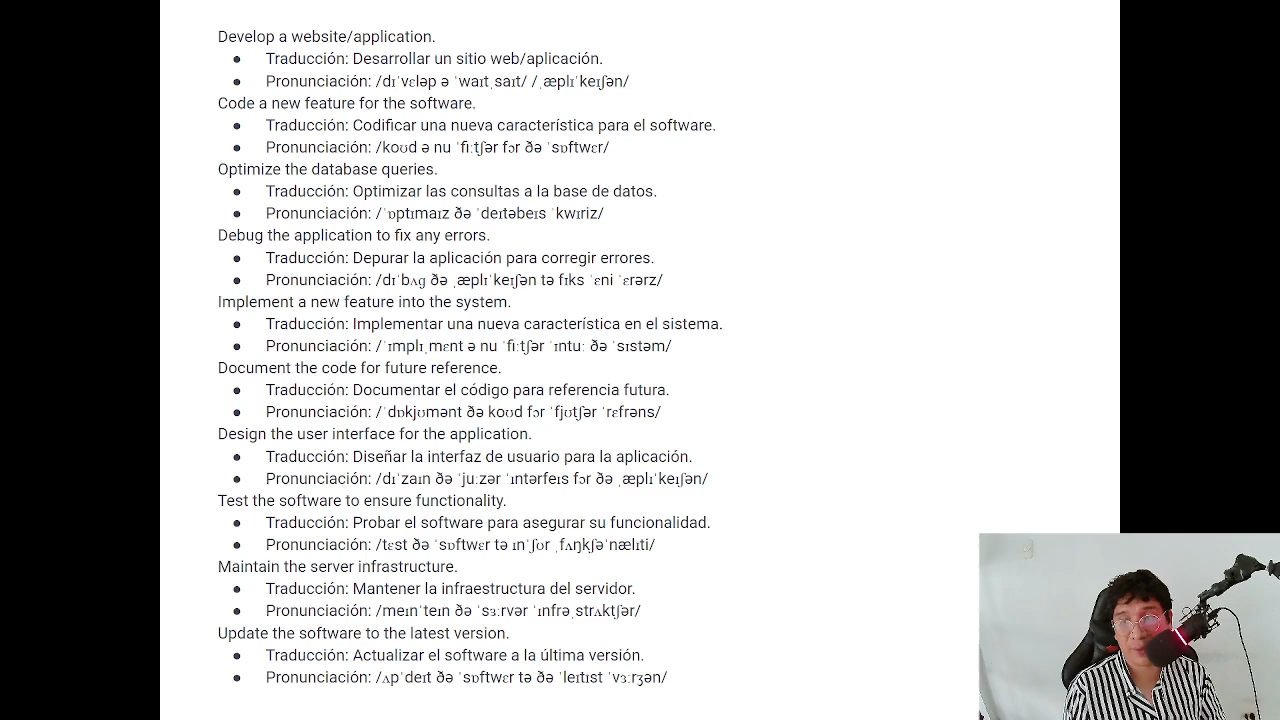 Develop a website/application.
● Traducción: Desarrollar un sitio web/aplicación.
● Pronunciación: /dɪˈvɛləp ə ˈwaɪtˌsaɪt/ /ˌæplɪˈkeɪʃən/
Code a new feature for the software.
● Traducción: Codificar una nueva característica para el software.
● Pronunciación: /koʊd ə nu ˈfiːtʃər fɔr ðə ˈsɒftwɛr/
Optimize the database queries.
● Traducción: Optimizar las consultas a la base de datos.
● Pronunciación: /ˈɒptɪmaɪz ðə ˈdeɪtəbeɪs ˈkwɪriz/
Debug the application to fix any errors.
● Traducción: Depurar la aplicación para corregir errores.
● Pronunciación: /dɪˈbʌɡ ðə ˌæplɪˈkeɪʃən tə fɪks ˈɛni ˈɛrərz/
Implement a new feature into the system.
● Traducción: Implementar una nueva característica en el sistema.
● Pronunciación: /ˈɪmplɪˌmɛnt ə nu ˈfiːtʃər ˈɪntuː ðə ˈsɪstəm/
Document the code for future reference.
● Traducción: Documentar el código para referencia futura.
● Pronunciación: /ˈdɒkjʊmənt ðə koʊd fɔr ˈfjʊtʃər ˈrɛfrəns/
Design the user interface for the application.
● Traducción: Diseñar la interfaz de usuario para la aplicación.
● Pronunciación: /dɪˈzaɪn ðə ˈjuːzər ˈɪntərfeɪs fɔr ðə ˌæplɪˈkeɪʃən/
Test the software to ensure functionality.
● Traducción: Probar el software para asegurar su funcionalidad.
● Pronunciación: /tɛst ðə ˈsɒftwɛr tə ɪnˈʃʊr ˌfʌŋkʃəˈnælɪti/
Maintain the server infrastructure.
● Traducción: Mantener la infraestructura del servidor.
● Pronunciación: /meɪnˈteɪn ðə ˈsɜːrvər ˈɪnfrəˌstrʌktʃər/
Update the software to the latest version.
● Traducción: Actualizar el software a la última versión.
● Pronunciación: /ʌpˈdeɪt ðə ˈsɒftwɛr tə ðə ˈleɪtɪst ˈvɜːrʒən/